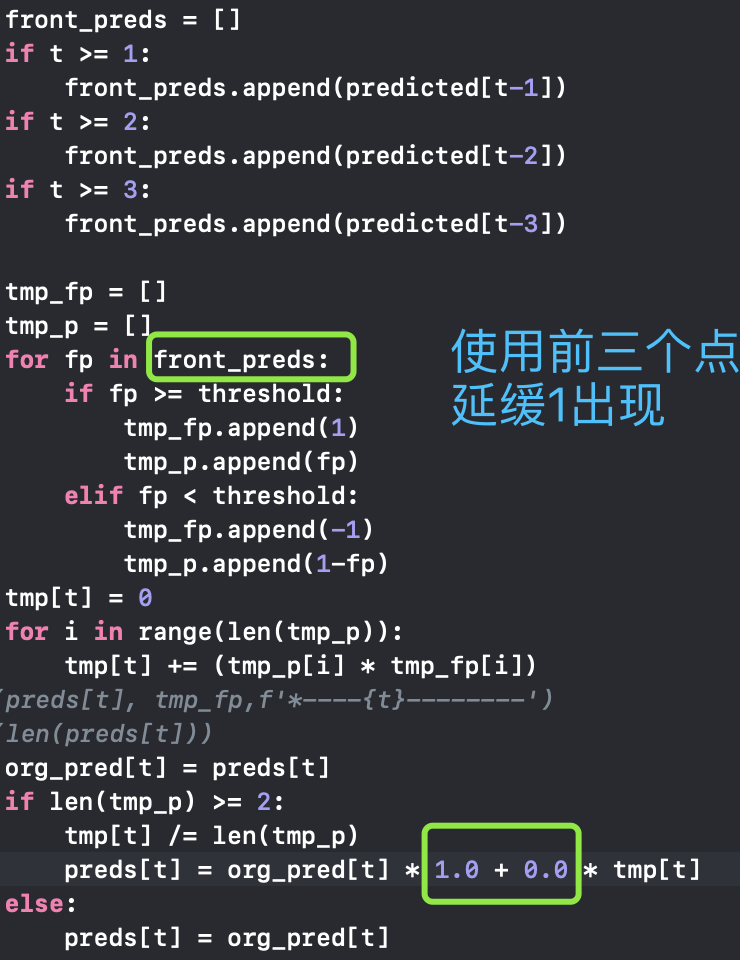 front_preds = []
if t >= 1:
    front_preds.append(predicted[t-1])
if t >= 2:
    front_preds.append(predicted[t-2])
if t >= 3:
    front_preds.append(predicted[t-3])
tmp_fp = []
tmp_p = []
for fp in front_preds:
    if fp >= threshold:
        tmp_fp.append(1)
        tmp_p.append(fp)
    elif fp < threshold:
        tmp_fp.append(-1)
        tmp_p.append(1-fp)
使用前三个点
延缓1出现
tmp[t] = 0
for i in range(len(tmp_p)):
    tmp[t] += (tmp_p[i] * tmp_fp[i])
(preds[t], tmp_fp,f'*----{t}--------')
(len(preds[t]))
org_pred[t] = preds[t]
if len(tmp_p) >= 2:
    tmp[t] /= len(tmp_p)
    preds[t] = org_pred[t] * 1.0 + 0.0 * tmp[t]
else:
    preds[t] = org_pred[t]